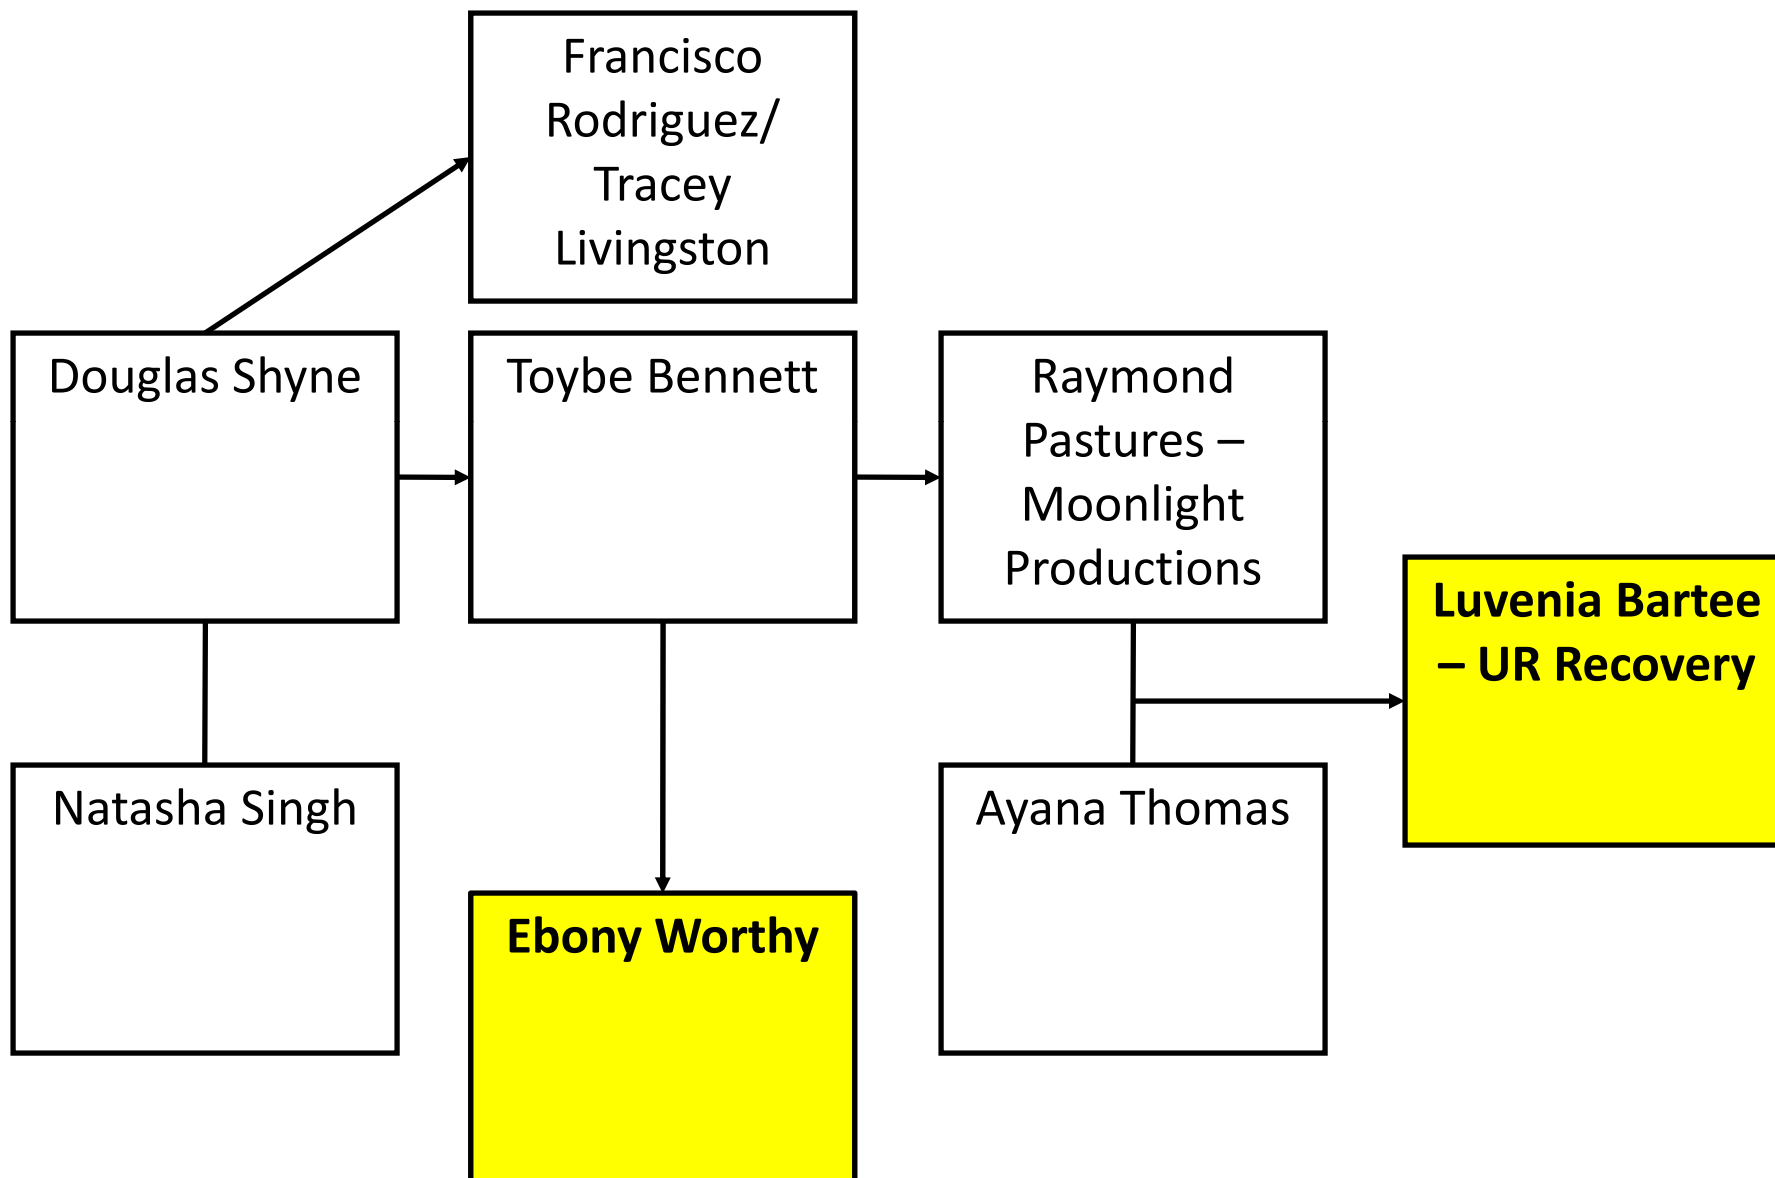 Francisco
Rodriguez/
Tracey
Livingston
Douglas Shyne
Toybe Bennett
Raymond
Pastures –
Moonlight
Productions
Luvenia Bartee
– UR Recovery
Natasha Singh
Ayana Thomas
Ebony Worthy